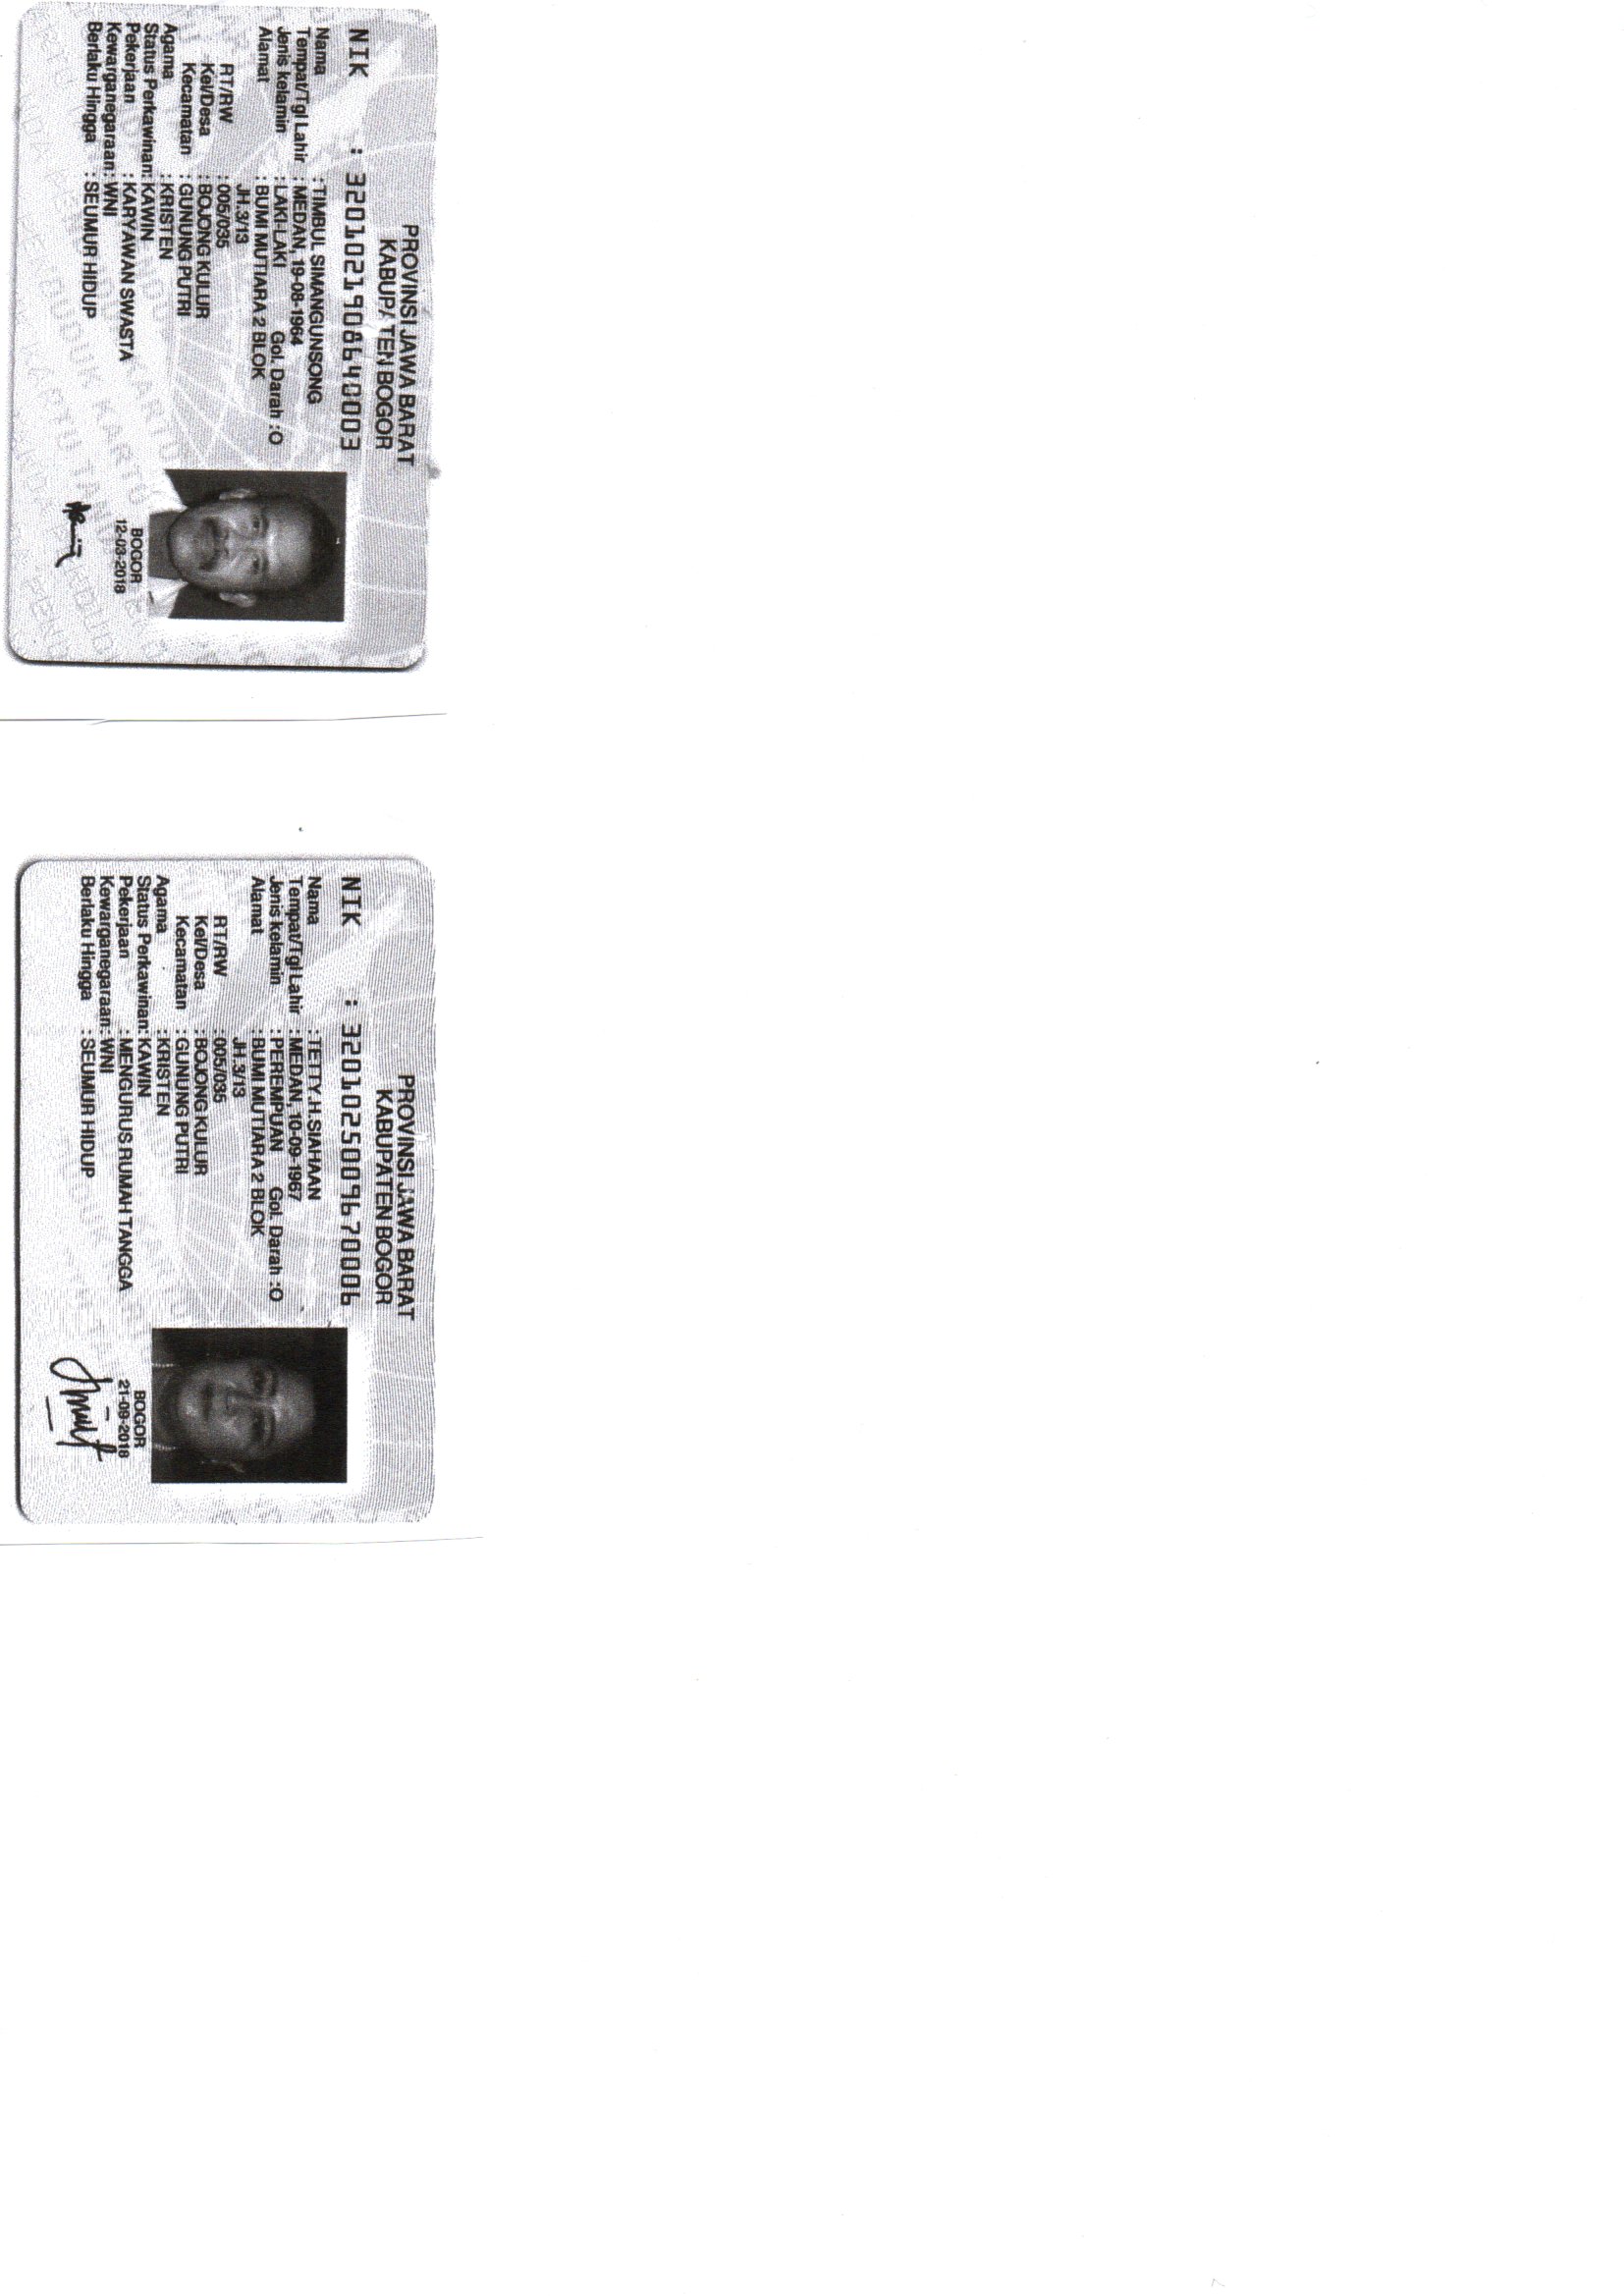 PROVINSI JAWA BARAT
KABUPATEN BOGOR
NIK : 3201021908640003
Nama : TIMBUL SIMANGUNSONG
Tempat/Tgl Lahir : MEDAN, 19-08-1964
Jenis kelamin : LAKI-LAKI Gol. Darah :O
Alamat : BUMI MUTIARA 2 BLOK
JH.3/13
RT/RW : 005/035
Kel/Desa : BOJONG KULUR
Kecamatan : GUNUNG PUTRI
Agama : KRISTEN
Status Perkawinan: KAWIN
Pekerjaan : KARYAWAN SWASTA
Kewarganegaraan: WNI
Berlaku Hingga : SEUMUR HIDUP
BOGOR
12-03-2018
PROVINSI JAWA BARAT
KABUPATEN BOGOR
NIK : 3201025009670006
Nama : TETTY.H.SIAHAAN
Tempat/Tgl Lahir : MEDAN, 10-09-1967
Jenis kelamin : PEREMPUAN Gol. Darah :O
Alamat : BUMI MUTIARA 2 BLOK
JH.3/13
RT/RW : 005/035
Kel/Desa : BOJONG KULUR
Kecamatan : GUNUNG PUTRI
Agama : KRISTEN
Status Perkawinan: KAWIN
Pekerjaan : MENGURUS RUMAH TANGGA
Kewarganegaraan: WNI
Berlaku Hingga : SEUMUR HIDUP
BOGOR
21-09-2018